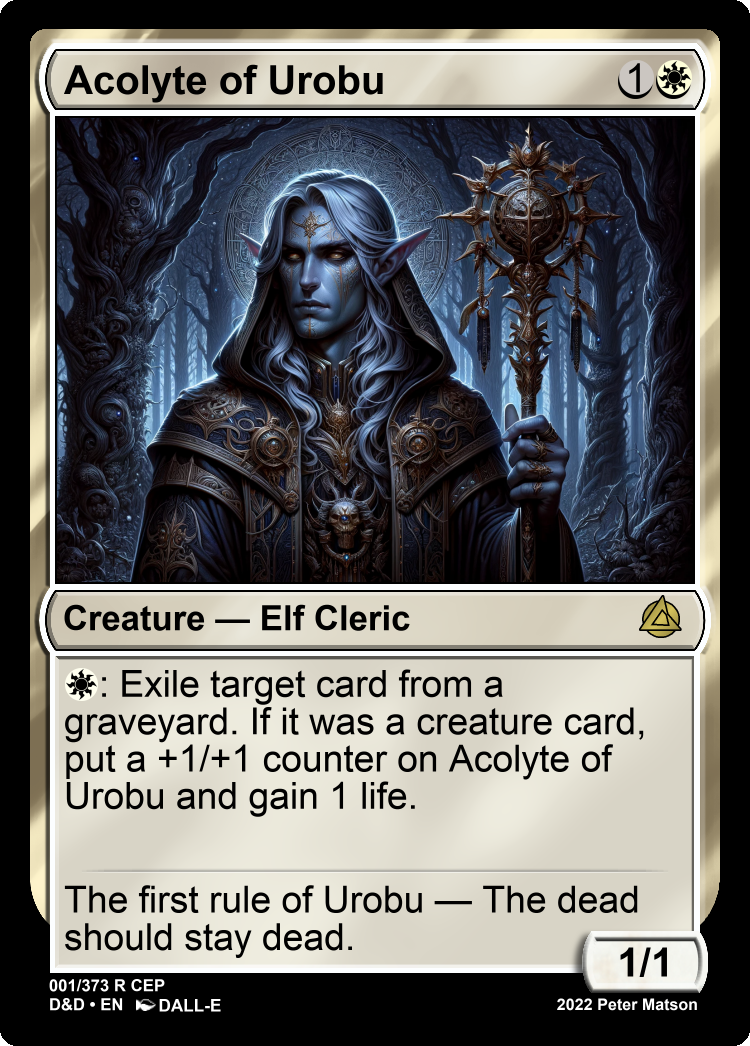 Acolyte of Urobu 1
Creature — Elf Cleric
: Exile target card from a
graveyard. If it was a creature card,
put a +1/+1 counter on Acolyte of
Urobu and gain 1 life.
The first rule of Urobu — The dead
should stay dead.
1/1
001/373 R CEP
D&D • EN DALL-E
2022 Peter Matson